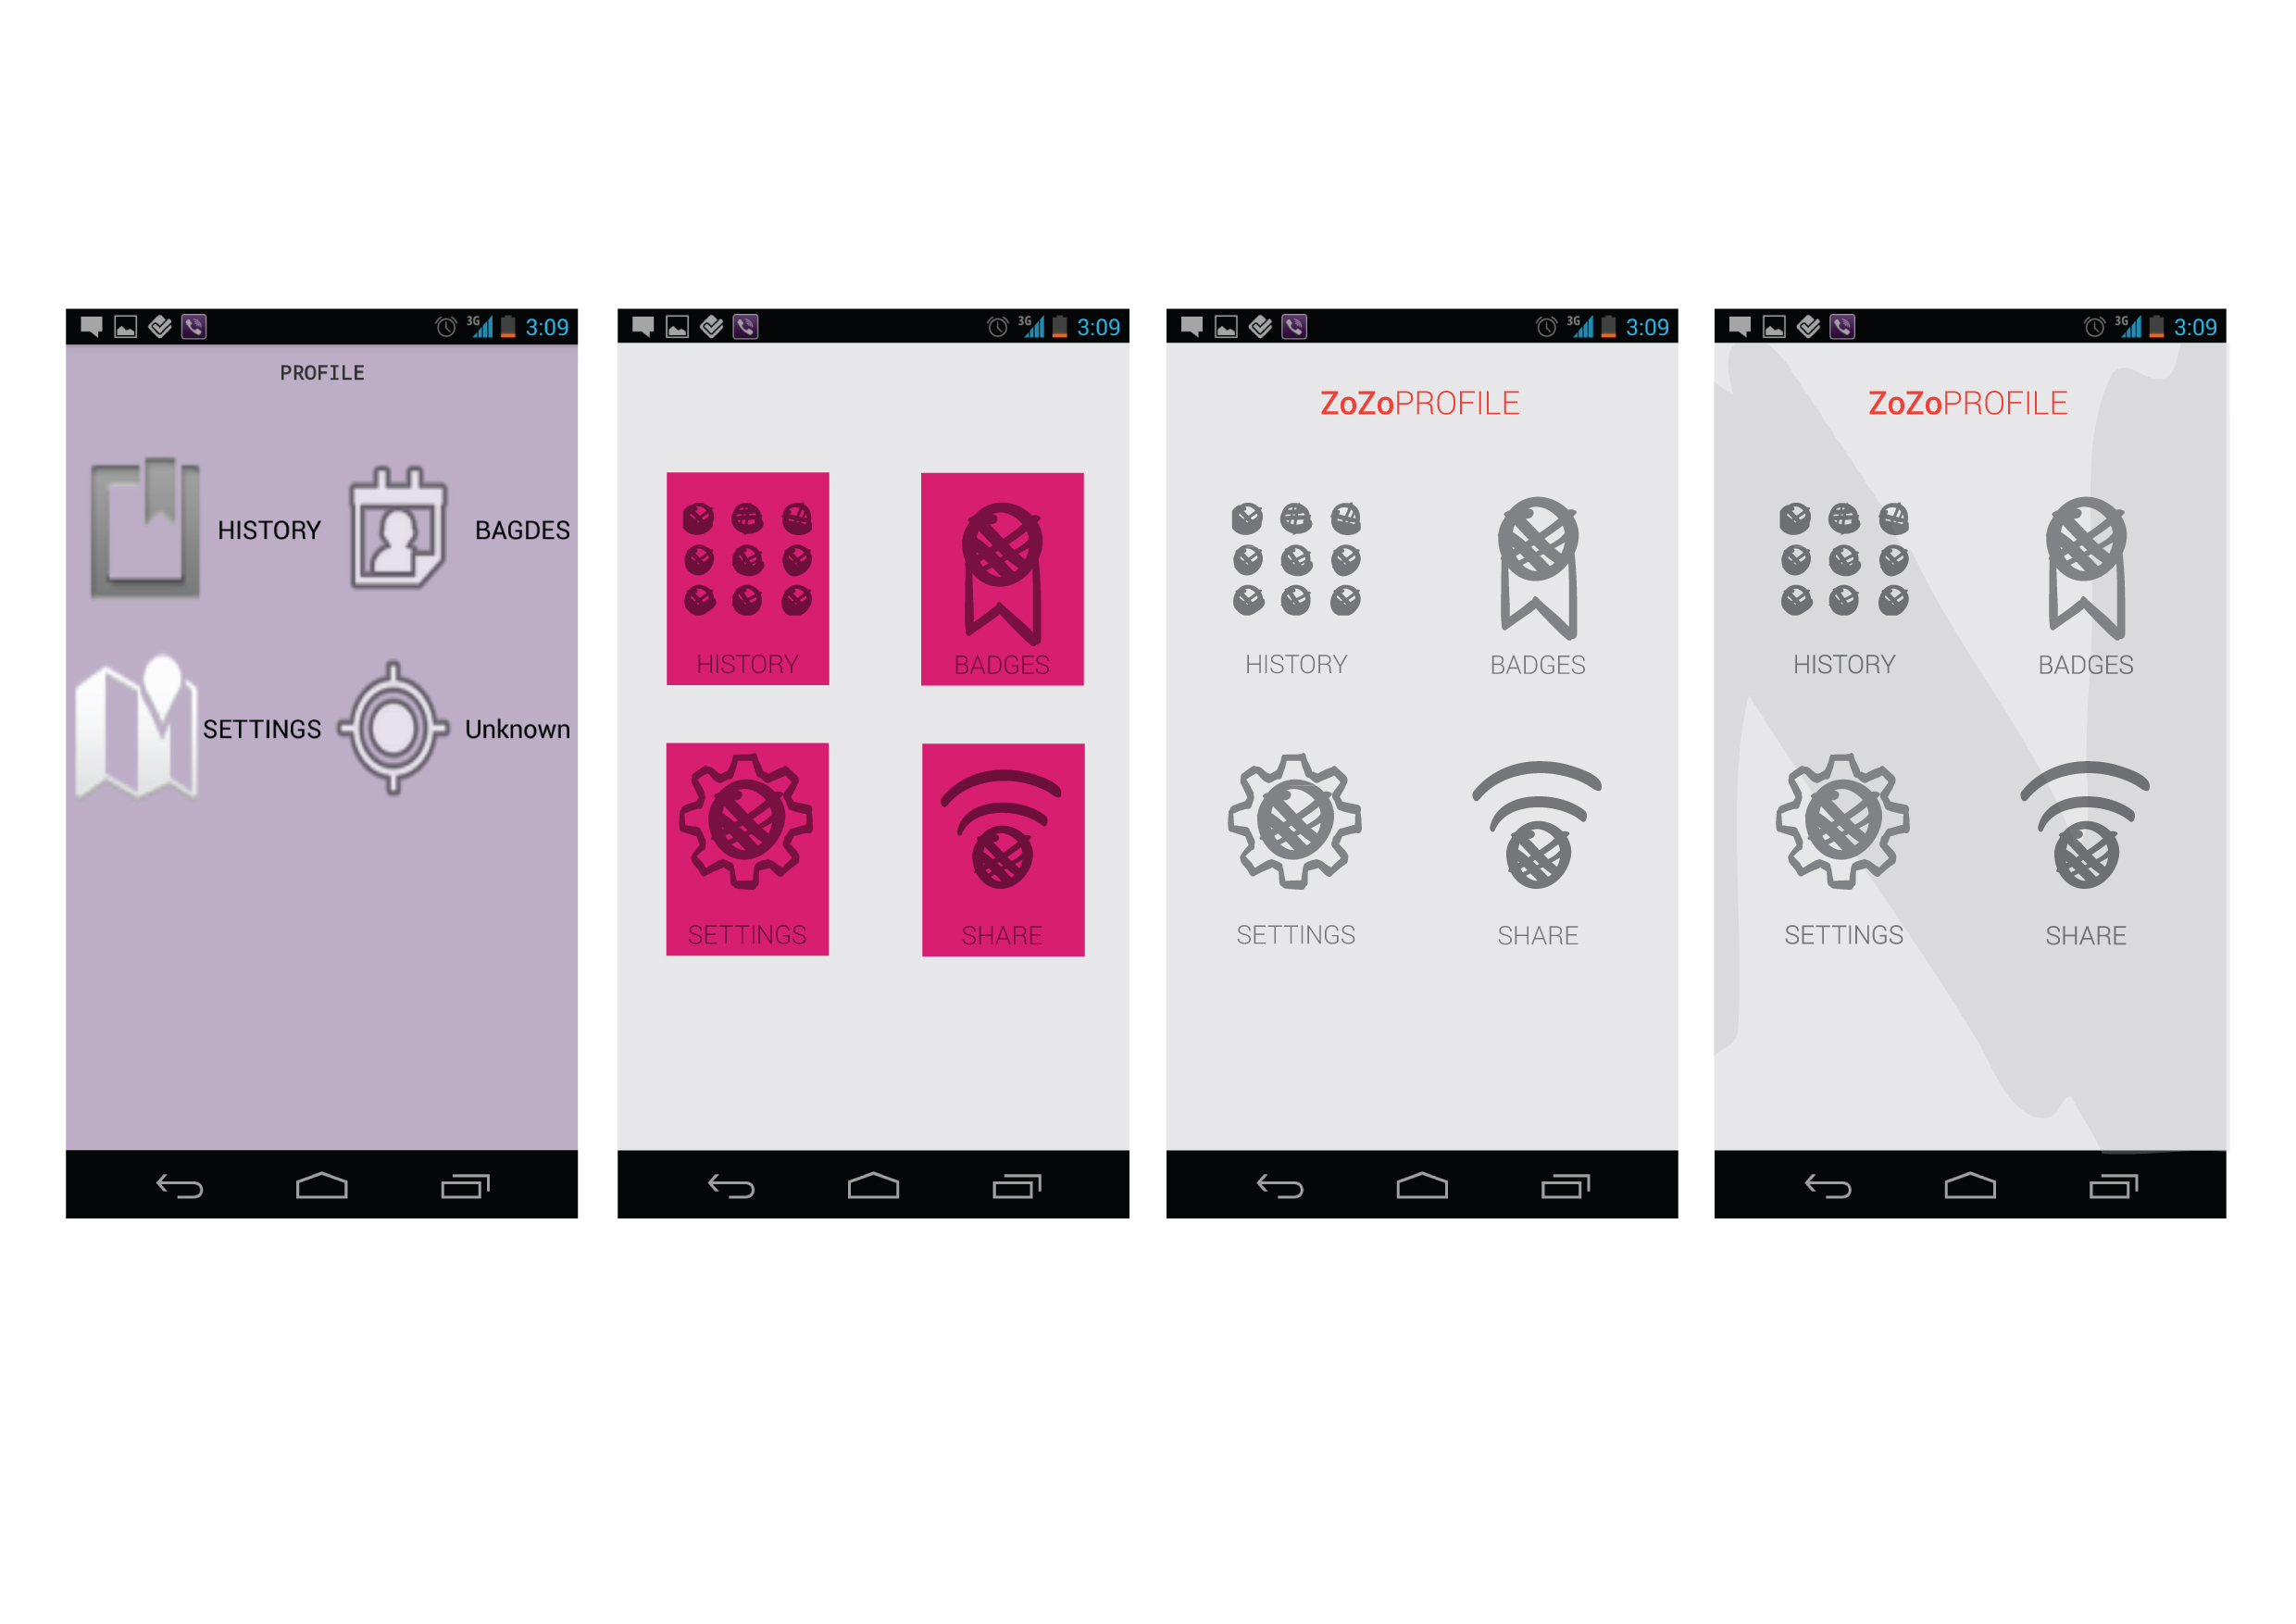 3G 3:09
PROFILE
HISTORY
BAGDES
SETTINGS
Unknown
3G 3:09
HISTORY
BADGES
SETTINGS
SHARE
3G 3:09
ZoZoPROFILE
HISTORY
BADGES
SETTINGS
SHARE
3G 3:09
ZoZoPROFILE
HISTORY
BADGES
SETTINGS
SHARE